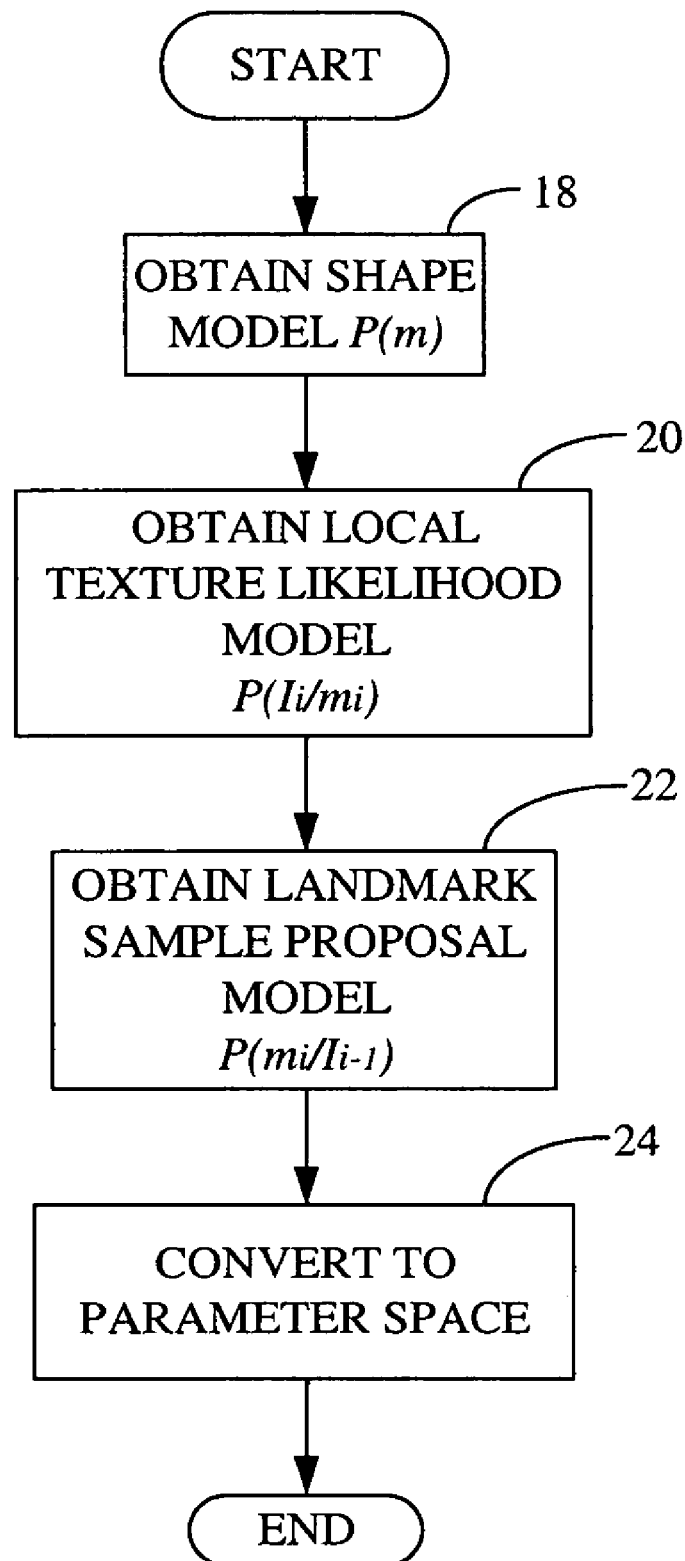 START
18
OBTAIN SHAPE
MODEL P(m)
20
OBTAIN LOCAL
TEXTURE LIKELIHOOD
MODEL
P(Ii/mi)
22
OBTAIN LANDMARK
SAMPLE PROPOSAL
MODEL
P(mi/Ii-1)
24
CONVERT TO
PARAMETER SPACE
END